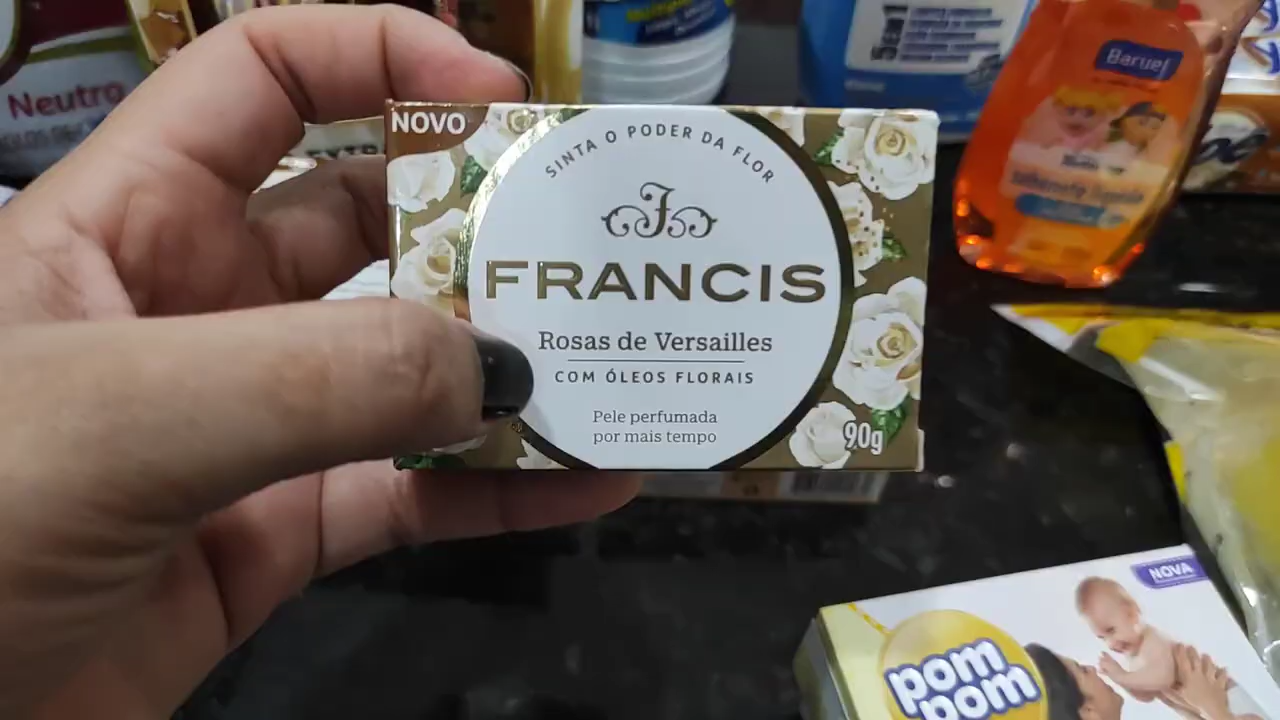 NOVO
SINTA O PODER DA FLOR
F
FRANCIS
Rosas de Versailles
COM ÓLEOS FLORAIS
Pele perfumada
por mais tempo
90g
Neutro
Baruel
NOVA
pom
pom